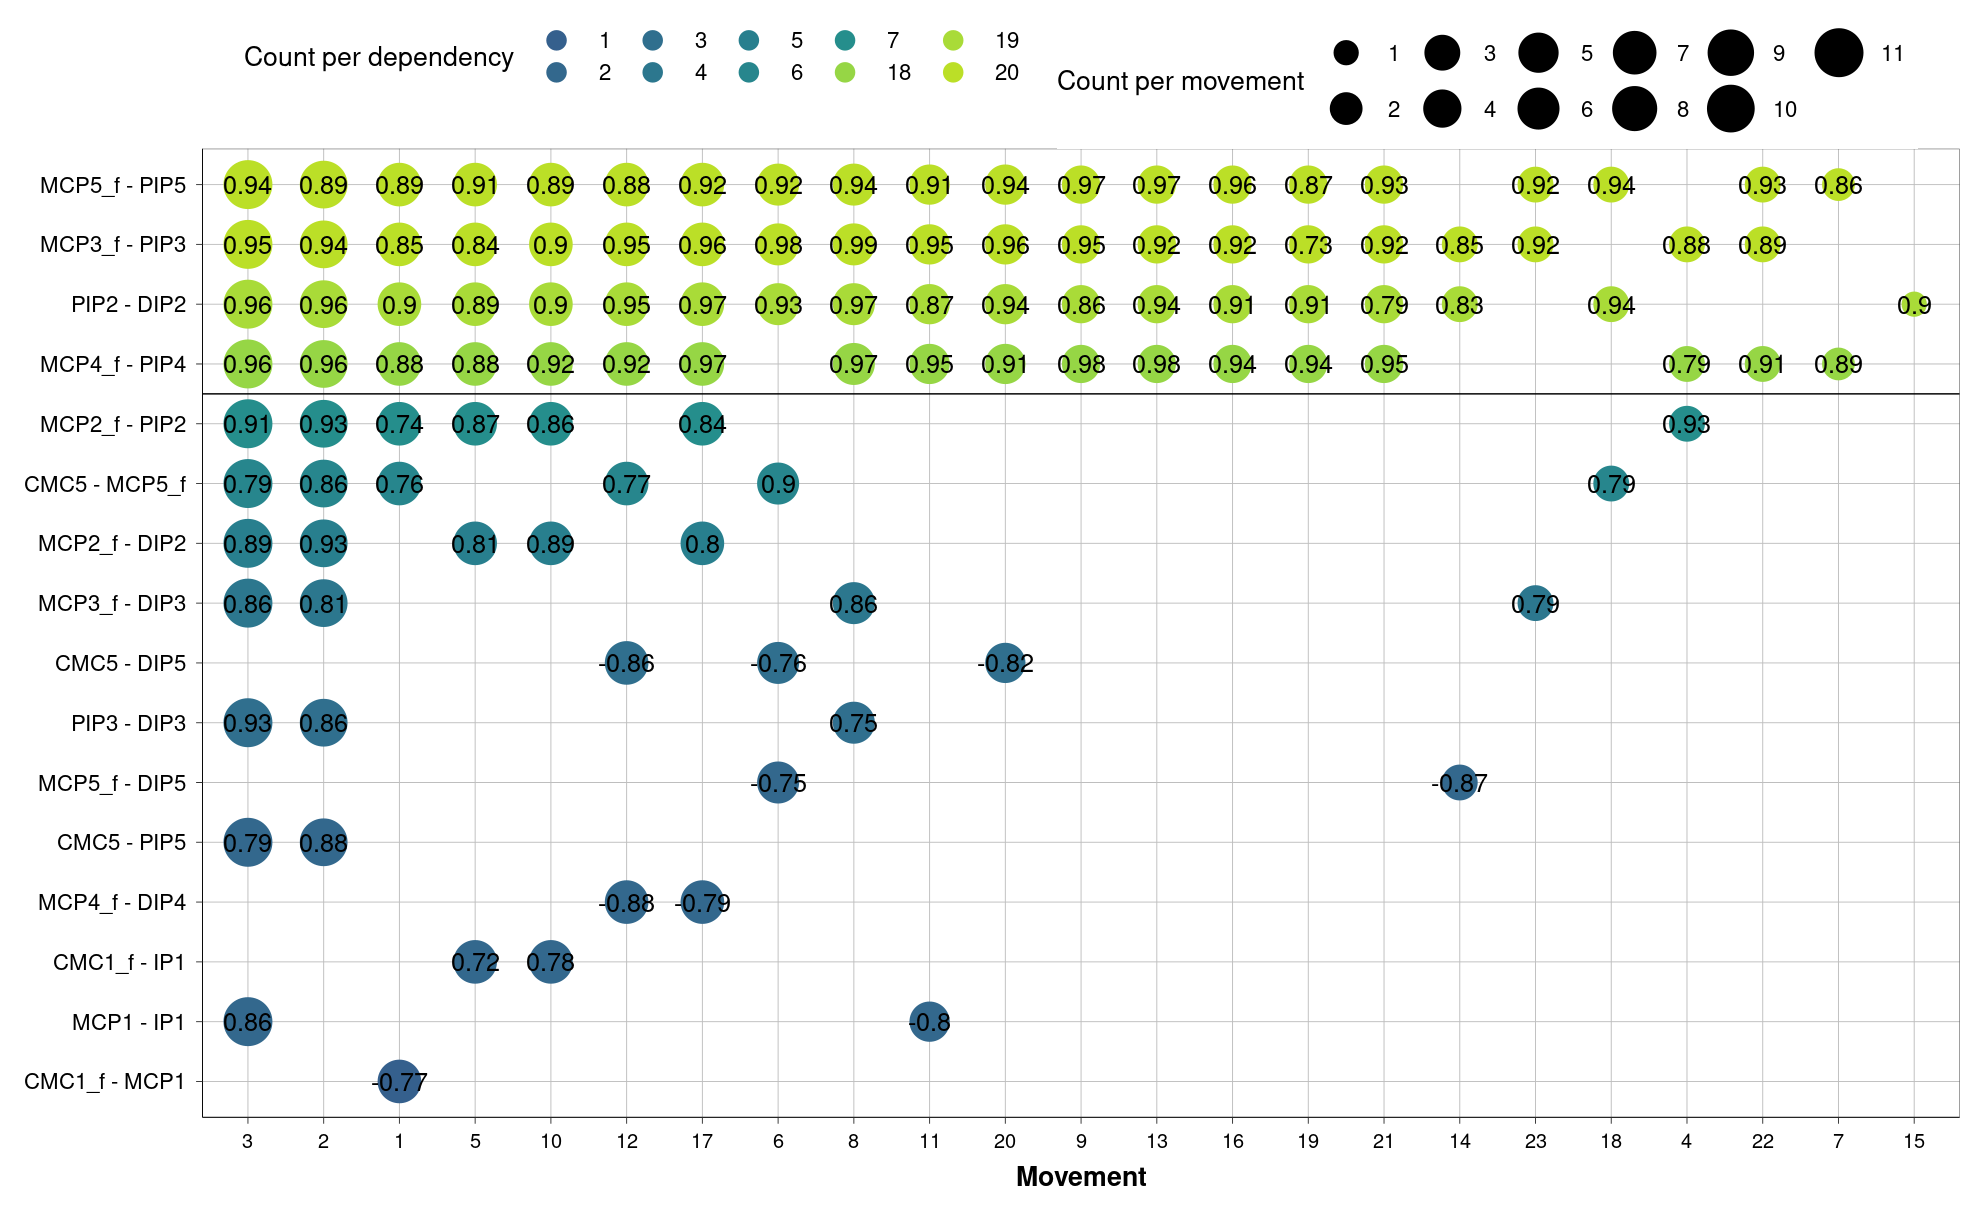 Count per dependency
1 3 5 7 19
2 4 6 18 20
Count per movement
1 3 5 7 9 11
2 4 6 8 10
MCP5_f - PIP5 0.94 0.89 0.89 0.91 0.89 0.88 0.92 0.92 0.94 0.91 0.94 0.97 0.97 0.96 0.87 0.93 0.92 0.94 0.93 0.86
MCP3_f - PIP3 0.95 0.94 0.85 0.84 0.9 0.95 0.96 0.98 0.99 0.95 0.96 0.95 0.92 0.92 0.73 0.92 0.85 0.92 0.88 0.89
PIP2 - DIP2 0.96 0.96 0.9 0.89 0.9 0.95 0.97 0.93 0.97 0.87 0.94 0.86 0.94 0.91 0.91 0.79 0.83 0.94 0.9
MCP4_f - PIP4 0.96 0.96 0.88 0.88 0.92 0.92 0.97 0.97 0.95 0.91 0.98 0.98 0.94 0.94 0.95 0.79 0.91 0.89
MCP2_f - PIP2 0.91 0.93 0.74 0.87 0.86 0.84 0.93
CMC5 - MCP5_f 0.79 0.86 0.76 0.77 0.9 0.79
MCP2_f - DIP2 0.89 0.93 0.81 0.89 0.8
MCP3_f - DIP3 0.86 0.81 0.86 0.79
CMC5 - DIP5 -0.86 -0.76 -0.82
PIP3 - DIP3 0.93 0.86 0.75
MCP5_f - DIP5 -0.75 -0.87
CMC5 - PIP5 0.79 0.88
MCP4_f - DIP4 -0.88 -0.79
CMC1_f - IP1 0.72 0.78
MCP1 - IP1 0.86 -0.8
CMC1_f - MCP1 -0.77
3 2 1 5 10 12 17 6 8 11 20 9 13 16 19 21 14 23 18 4 22 7 15
Movement